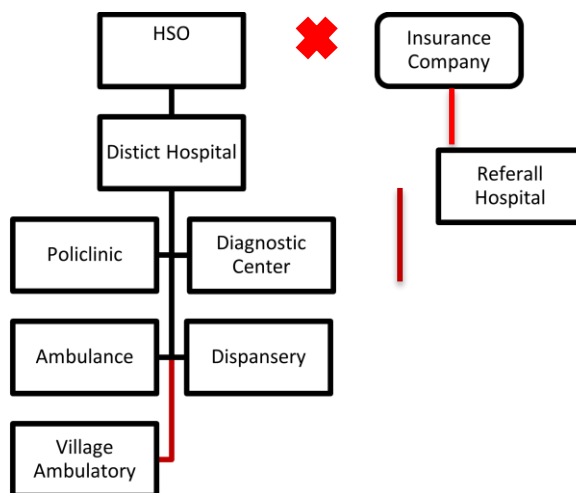 HSO
Insurance
Company
Distict Hospital
Referall
Hospital
Policlinic
Diagnostic
Center
Ambulance
Dispansery
Village
Ambulatory